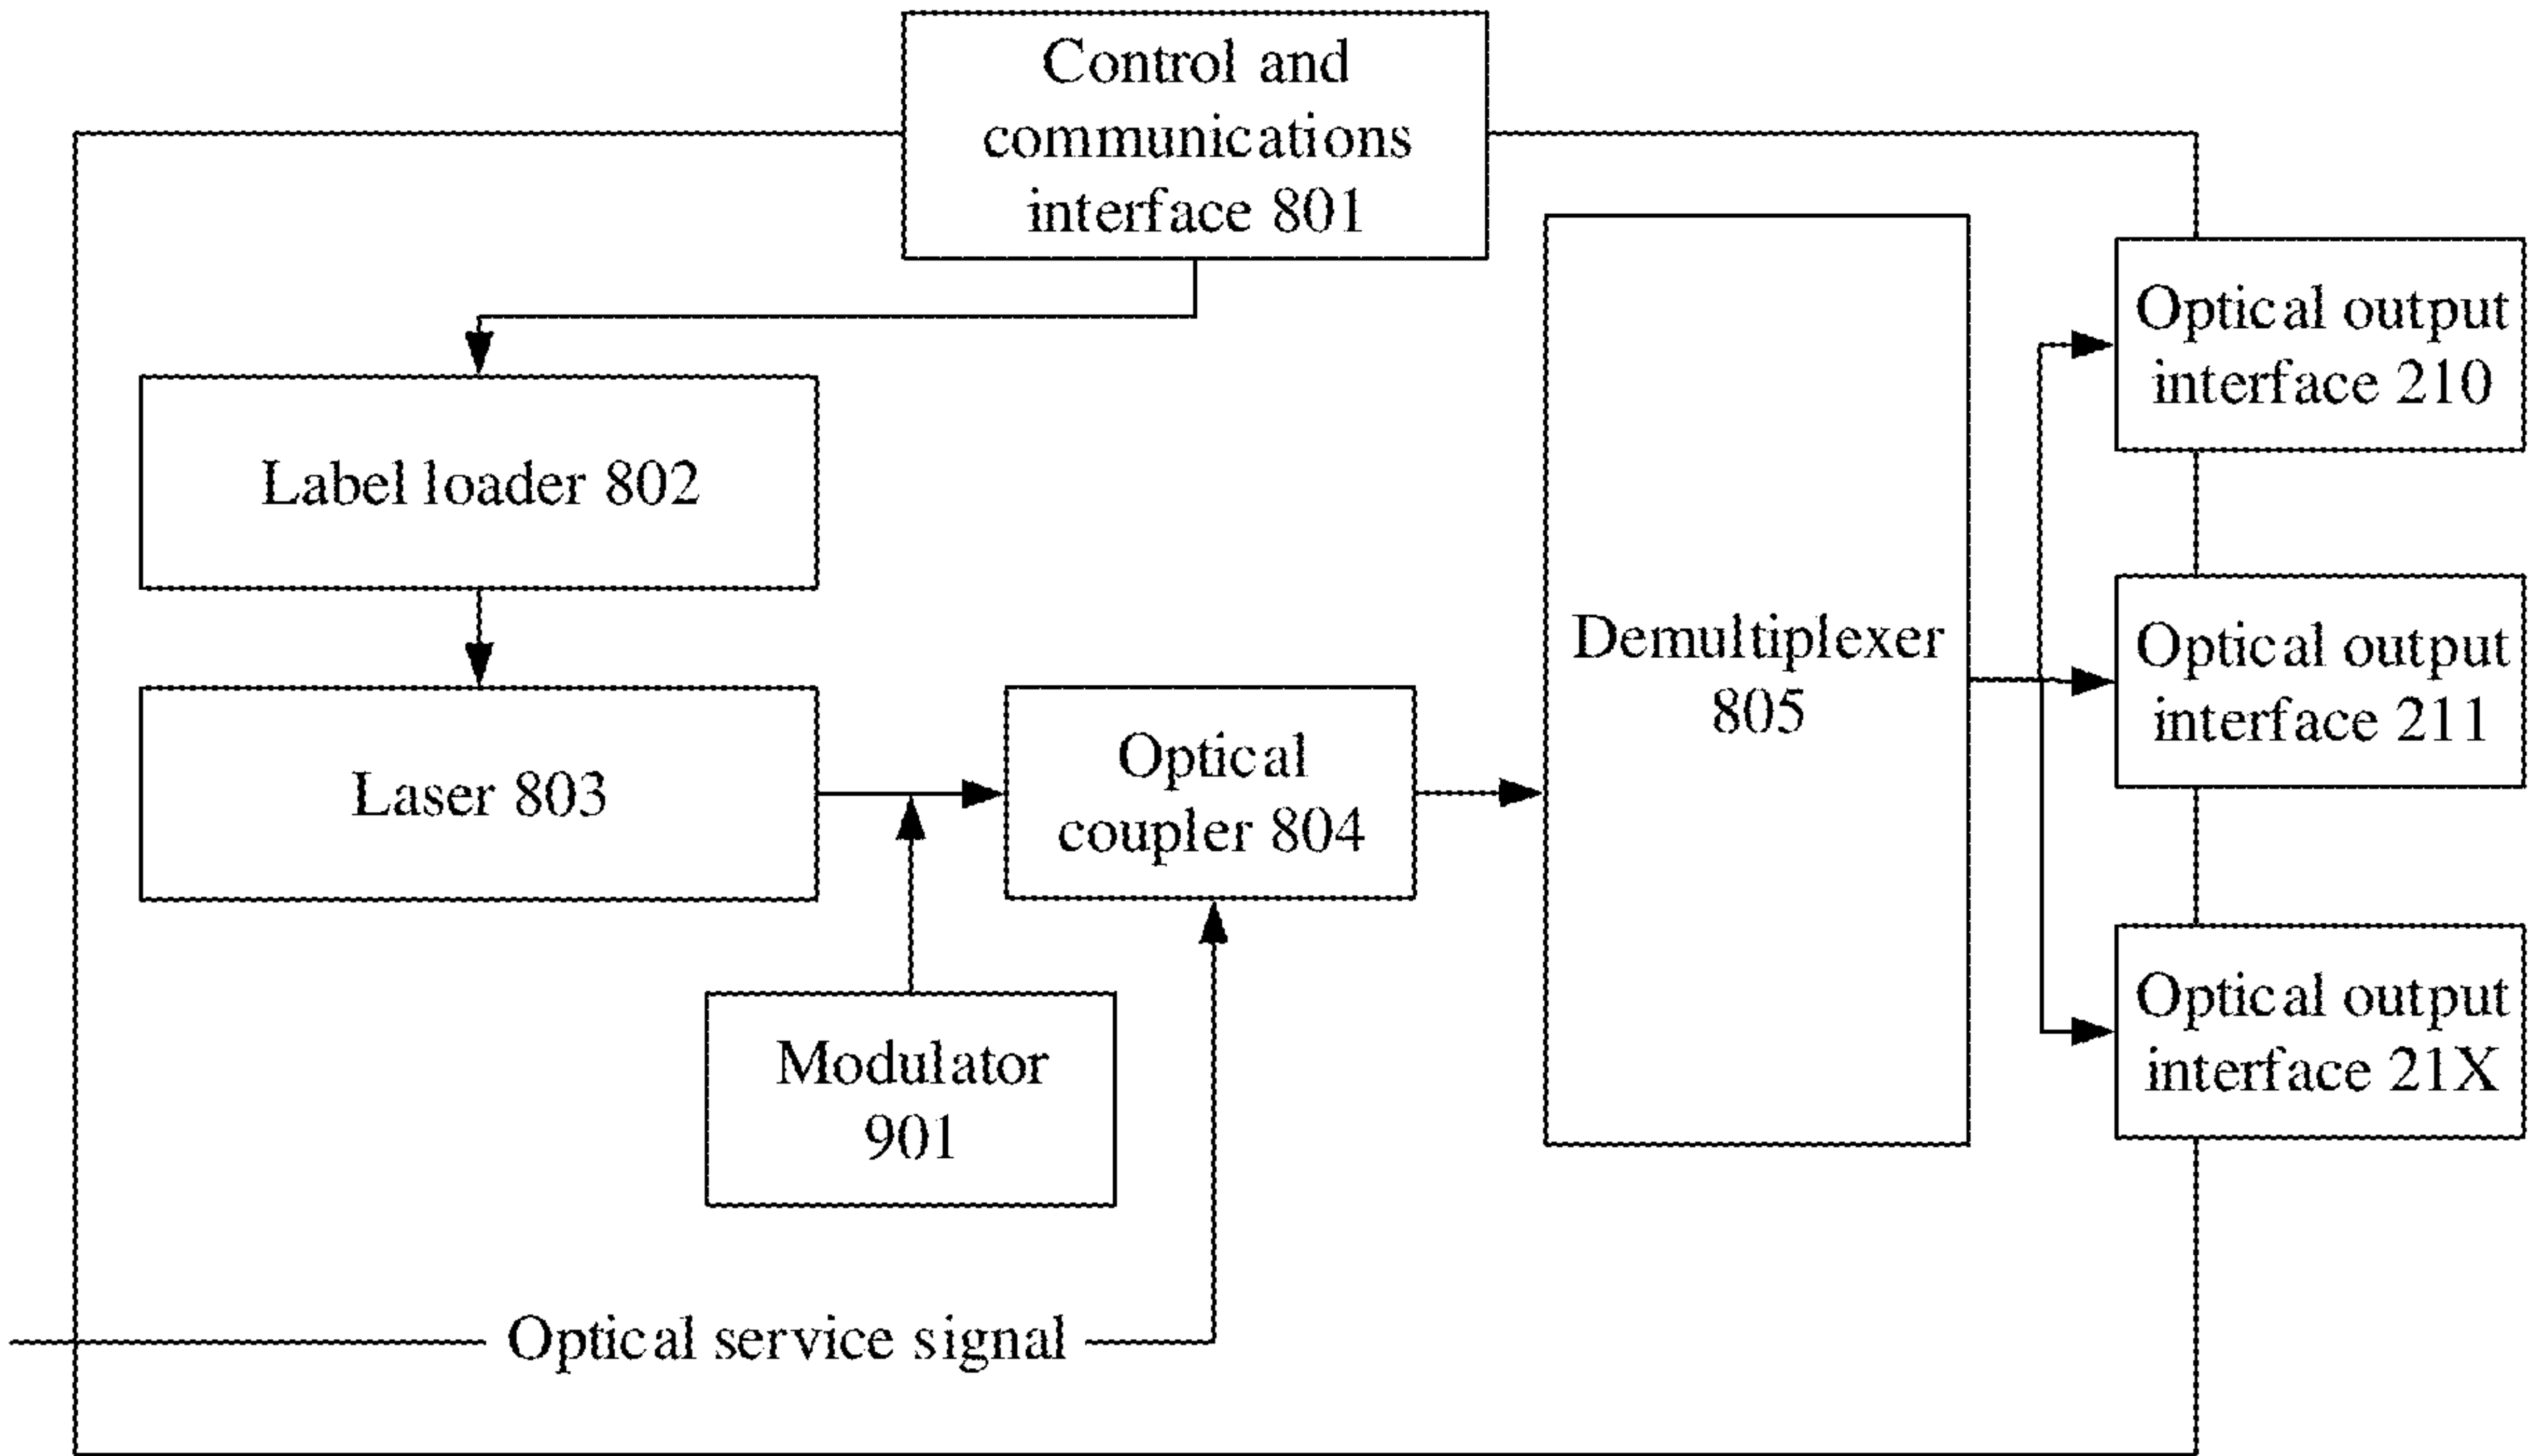 Control and
communications
interface 801
Label loader 802
Laser 803
Optical
coupler 804
Modulator
901
Optical service signal
Demultiplexer
805
Optical output
interface 210
Optical output
interface 211
Optical output
interface 21X